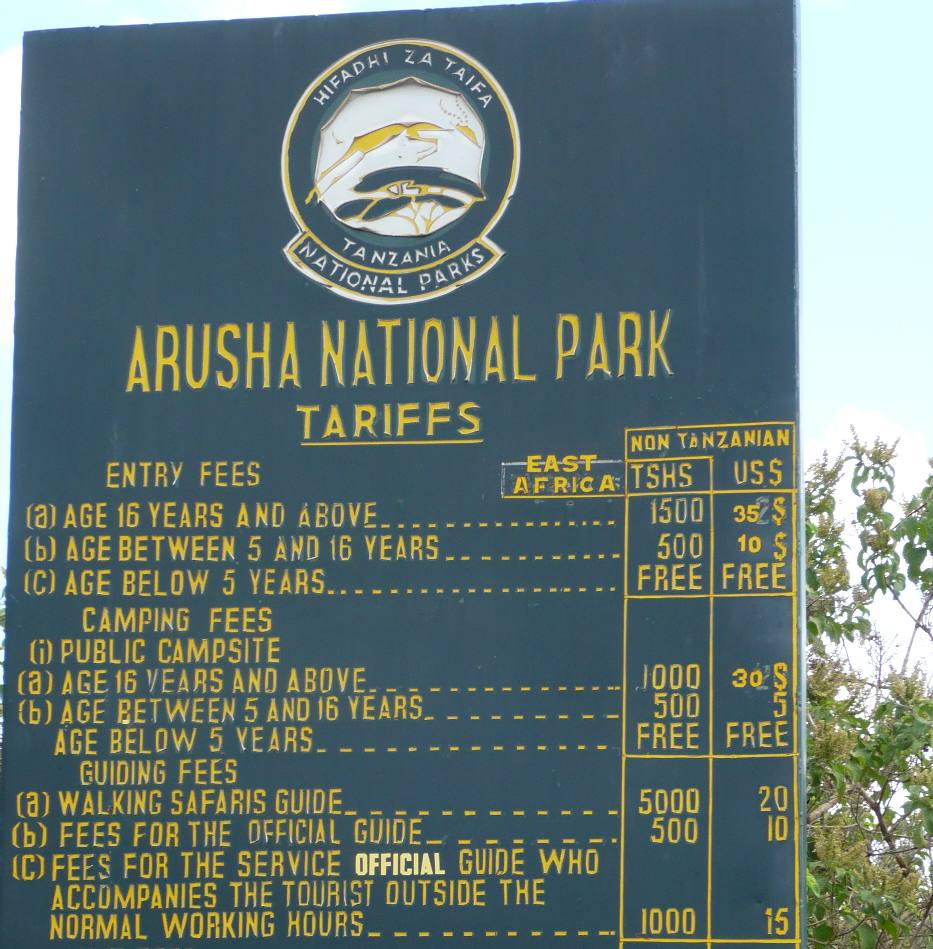 HIFADHI ZA TAIFA
TANZANIA
NATIONAL PARKS
ARUSHA NATIONAL PARK
TARIFFS
NON TANZANIAN
ENTRY FEES EAST AFRICA TSHS US$
(a) AGE 16 YEARS AND ABOVE 1500 35 $
(b) AGE BETWEEN 5 AND 16 YEARS 500 10 $
(C) AGE BELOW 5 YEARS FREE FREE
CAMPING FEES
(i) PUBLIC CAMPSITE
(a) AGE 16 YEARS AND ABOVE 1000 30 $
(b) AGE BETWEEN 5 AND 16 YEARS 500 5
AGE BELOW 5 YEARS FREE FREE
GUIDING FEES
(a) WALKING SAFARIS GUIDE 5000 20
(b) FEES FOR THE OFFICIAL GUIDE 500 10
(C) FEES FOR THE SERVICE OFFICIAL GUIDE WHO
ACCOMPANIES THE TOURIST OUTSIDE THE
NORMAL WORKING HOURS 1000 15